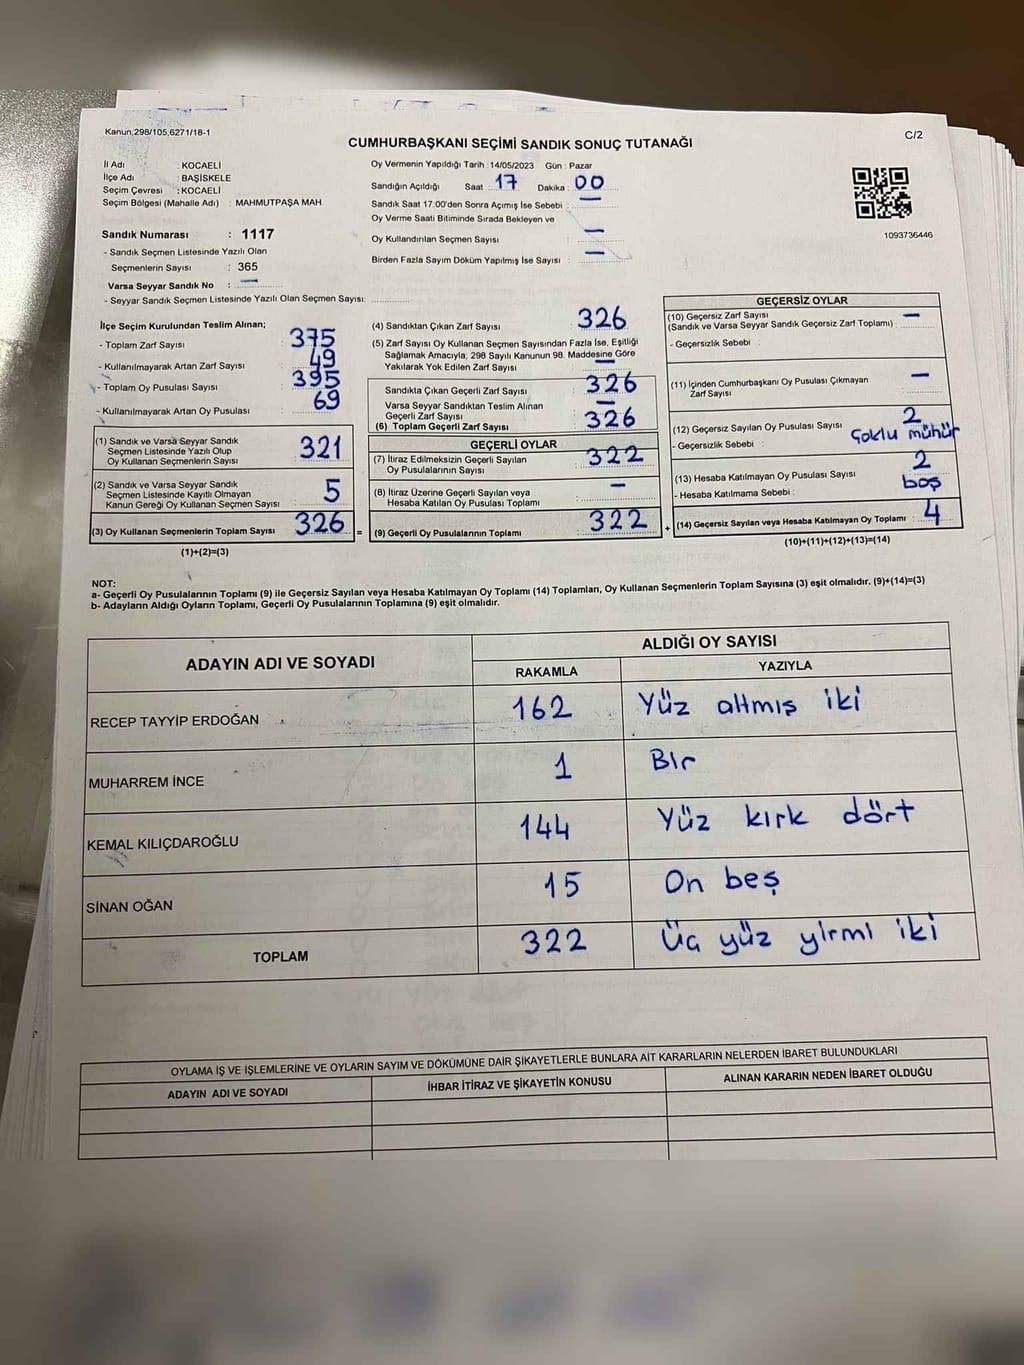 Kanun,298/105,6271/18-1
C/2
CUMHURBAŞKANI SEÇİMİ SANDIK SONUÇ TUTANAĞI
İl Adı : KOCAELİ
İlçe Adı : BAŞİSKELE
Seçim Çevresi : KOCAELİ
Seçim Bölgesi (Mahalle Adı) : MAHMUTPAŞA MAH
Sandık Numarası : 1117
- Sandık Seçmen Listesinde Yazılı Olan
Seçmenlerin Sayısı : 365
Varsa Seyyar Sandık No : —
- Seyyar Sandık Seçmen Listesinde Yazılı Olan Seçmen Sayısı:
Oy Vermenin Yapıldığı Tarih : 14/05/2023 Gün : Pazar
Sandığın Açıldığı Saat : 17 Dakika : 00
Sandık Saat 17:00'den Sonra Açımış İse Sebebi : —
Oy Verme Saati Bitiminde Sırada Bekleyen ve
Oy Kullandırılan Seçmen Sayısı : —
Birden Fazla Sayım Döküm Yapılmış İse Sayısı : —
1093736446
İlçe Seçim Kurulundan Teslim Alınan;
- Toplam Zarf Sayısı : 375
- Kullanılmayarak Artan Zarf Sayısı : 49
- Toplam Oy Pusulası Sayısı : 395
- Kullanılmayarak Artan Oy Pusulası : 69
(1) Sandık ve Varsa Seyyar Sandık
Seçmen Listesinde Yazılı Olup
Oy Kullanan Seçmenlerin Sayısı 321
(2) Sandık ve Varsa Seyyar Sandık
Seçmen Listesinde Kayıtlı Olmayan
Kanun Gereği Oy Kullanan Seçmen Sayısı 5
(3) Oy Kullanan Seçmenlerin Toplam Sayısı 326 =
(1)+(2)=(3)
(4) Sandıktan Çıkan Zarf Sayısı : 326
(5) Zarf Sayısı Oy Kullanan Seçmen Sayısından Fazla İse, Eşitliği
Sağlamak Amacıyla, 298 Sayılı Kanunun 98. Maddesine Göre
Yakılarak Yok Edilen Zarf Sayısı : —
Sandıkta Çıkan Geçerli Zarf Sayısı : 326
Varsa Seyyar Sandıktan Teslim Alınan
Geçerli Zarf Sayısı : —
(6) Toplam Geçerli Zarf Sayısı : 326
GEÇERLİ OYLAR
(7) İtiraz Edilmeksizin Geçerli Sayılan
Oy Pusulalarının Sayısı : 322
(8) İtiraz Üzerine Geçerli Sayılan veya
Hesaba Katılan Oy Pusulası Toplamı : —
(9) Geçerli Oy Pusulalarının Toplamı : 322 +
GEÇERSİZ OYLAR
(10) Geçersiz Zarf Sayısı : —
(Sandık ve Varsa Seyyar Sandık Geçersiz Zarf Toplamı)
- Geçersizlik Sebebi :
(11) İçinden Cumhurbaşkanı Oy Pusulası Çıkmayan
Zarf Sayısı : —
(12) Geçersiz Sayılan Oy Pusulası Sayısı : 2
- Geçersizlik Sebebi : Çoklu mühür
(13) Hesaba Katılmayan Oy Pusulası Sayısı : 2
- Hesaba Katılmama Sebebi : boş
(14) Geçersiz Sayılan veya Hesaba Katılmayan Oy Toplamı : 4
(10)+(11)+(12)+(13)=(14)
NOT:
a- Geçerli Oy Pusulalarının Toplamı (9) ile Geçersiz Sayılan veya Hesaba Katılmayan Oy Toplamı (14) Toplamları, Oy Kullanan Seçmenlerin Toplam Sayısına (3) eşit olmalıdır. (9)+(14)=(3)
b- Adayların Aldığı Oyların Toplamı, Geçerli Oy Pusulalarının Toplamına (9) eşit olmalıdır.
ADAYIN ADI VE SOYADI ALDIĞI OY SAYISI
RAKAMLA YAZIYLA
RECEP TAYYİP ERDOĞAN 162 Yüz altmış iki
MUHARREM İNCE 1 Bir
KEMAL KILIÇDAROĞLU 144 Yüz kırk dört
SİNAN OĞAN 15 On beş
TOPLAM 322 Üç yüz yirmi iki
OYLAMA İŞ VE İŞLEMLERİNE VE OYLARIN SAYIM VE DÖKÜMÜNE DAİR ŞİKAYETLERLE BUNLARA AİT KARARLARIN NELERDEN İBARET BULUNDUKLARI
ADAYIN ADI VE SOYADI İHBAR İTİRAZ VE ŞİKAYETİN KONUSU ALINAN KARARIN NEDEN İBARET OLDUĞU